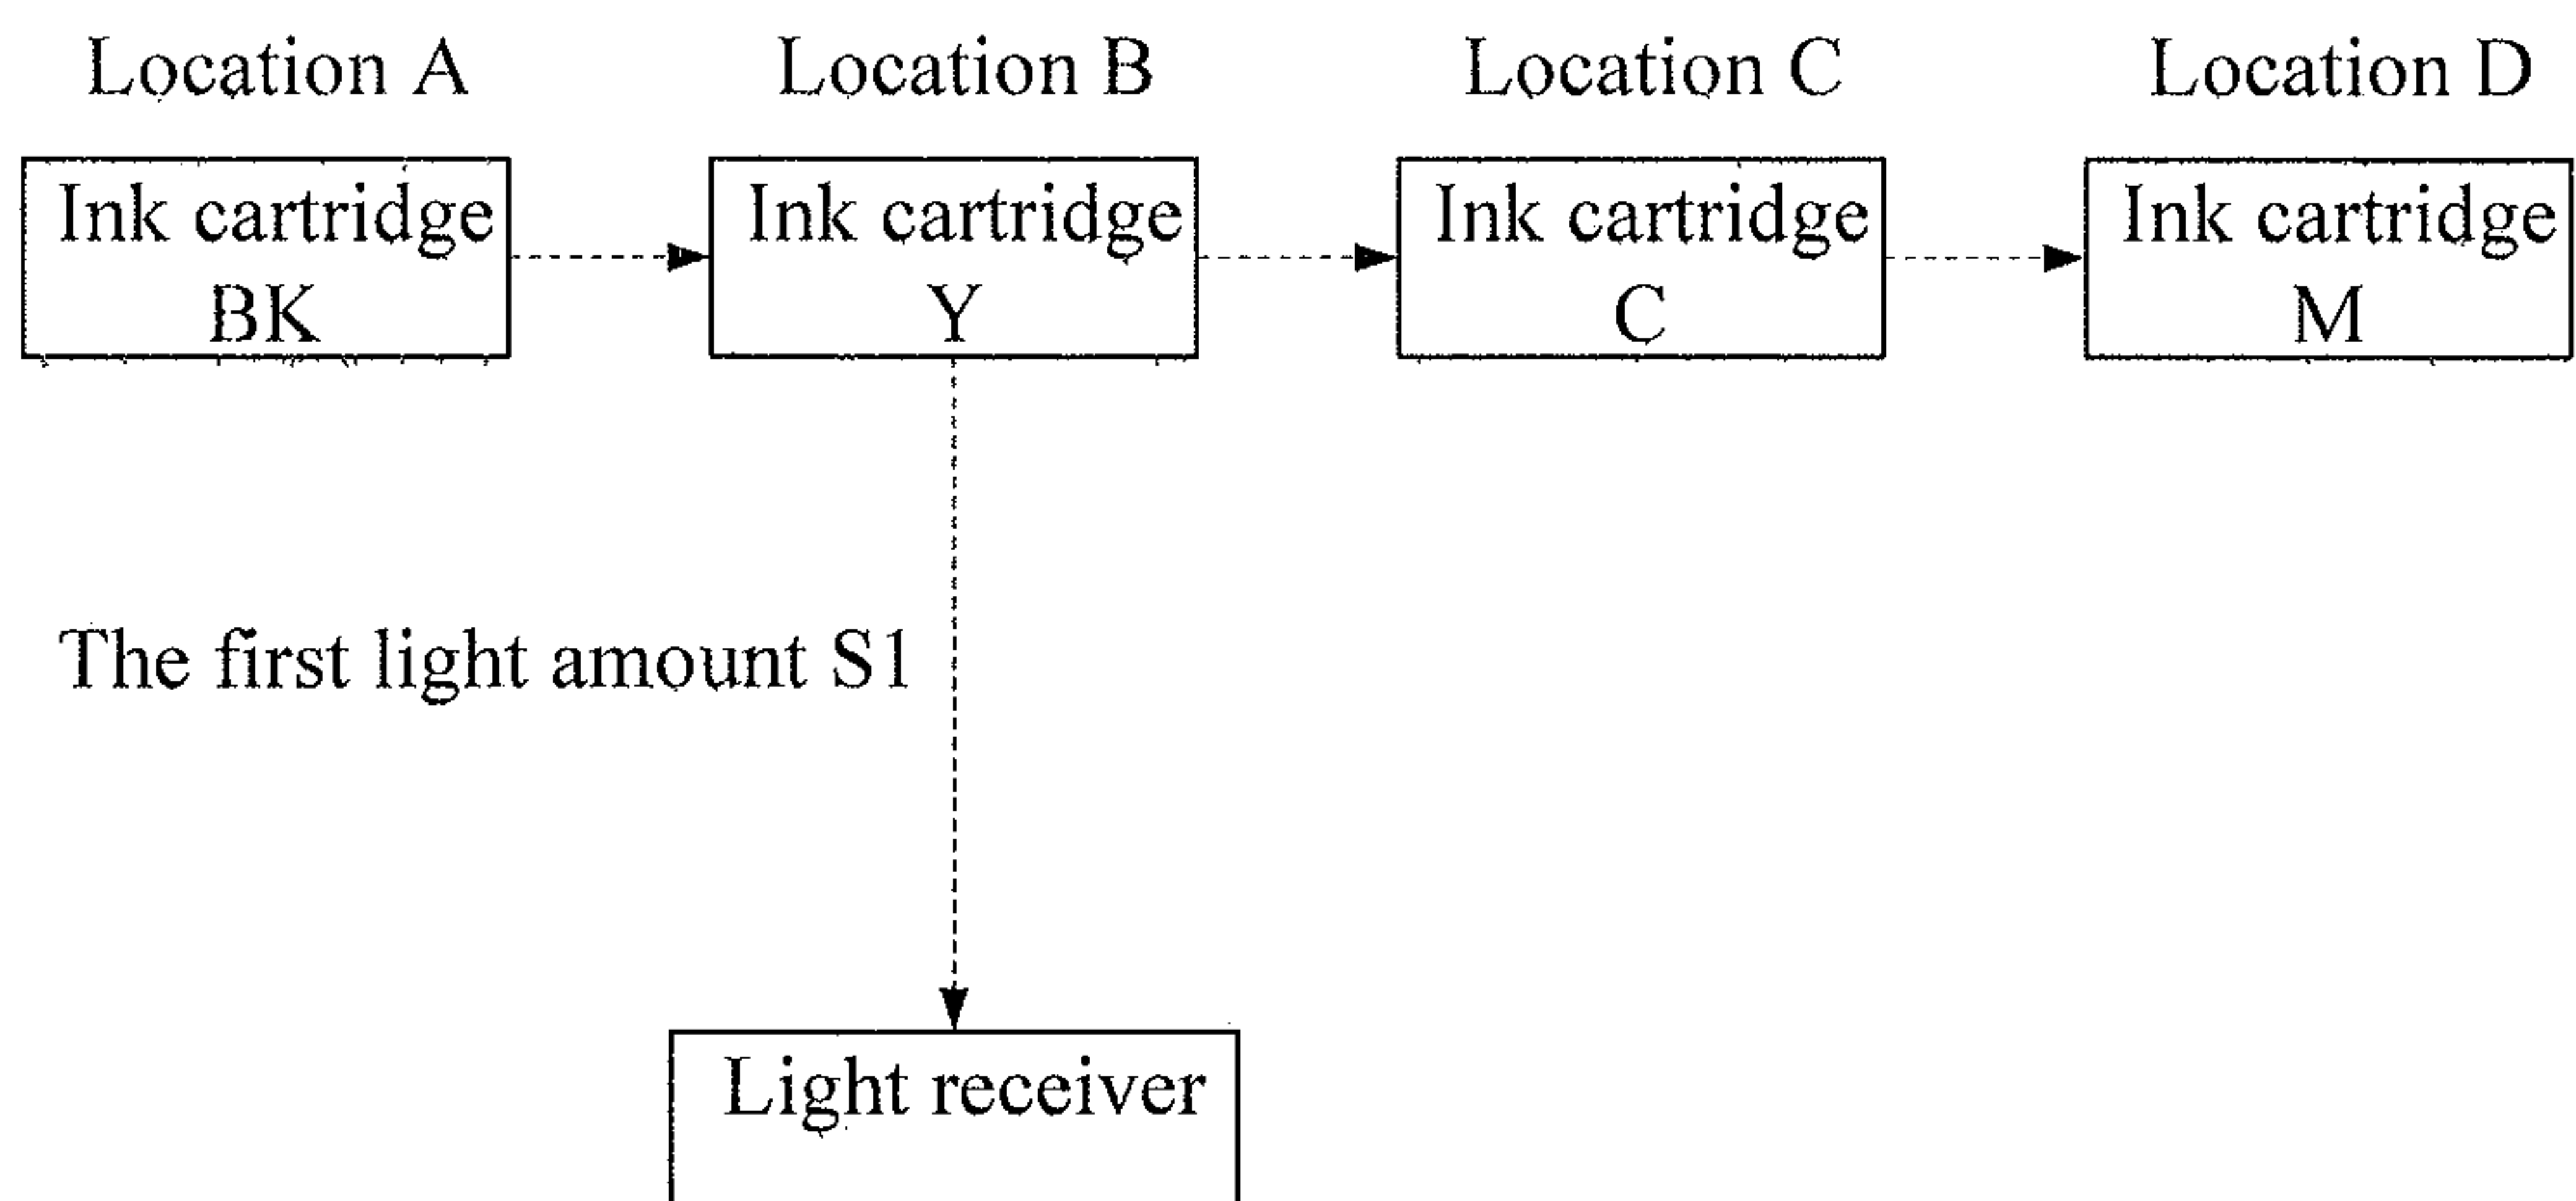 Location A Location B Location C Location D
Ink cartridge Ink cartridge Ink cartridge Ink cartridge
BK Y C M
The first light amount S1
Light receiver